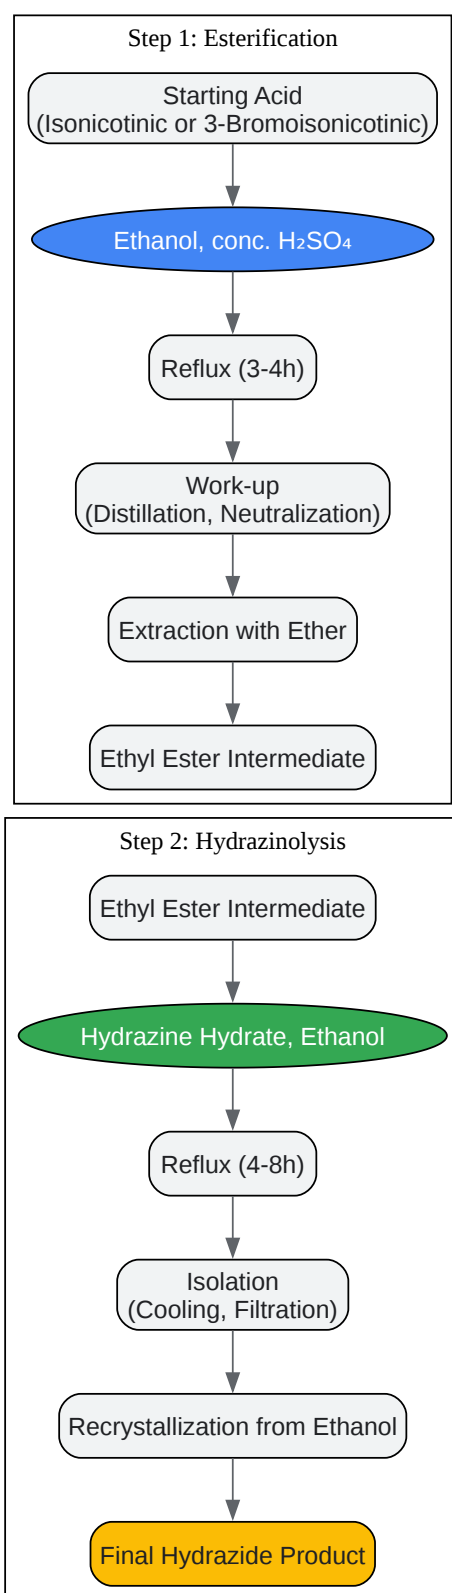 Step 1: Esterification
Starting Acid
(Isonicotinic or 3-Bromoisonicotinic)
Ethanol, conc. H₂SO₄
Reflux (3-4h)
Work-up
(Distillation, Neutralization)
Extraction with Ether
Ethyl Ester Intermediate
Step 2: Hydrazinolysis
Ethyl Ester Intermediate
Hydrazine Hydrate, Ethanol
Reflux (4-8h)
Isolation
(Cooling, Filtration)
Recrystallization from Ethanol
Final Hydrazide Product